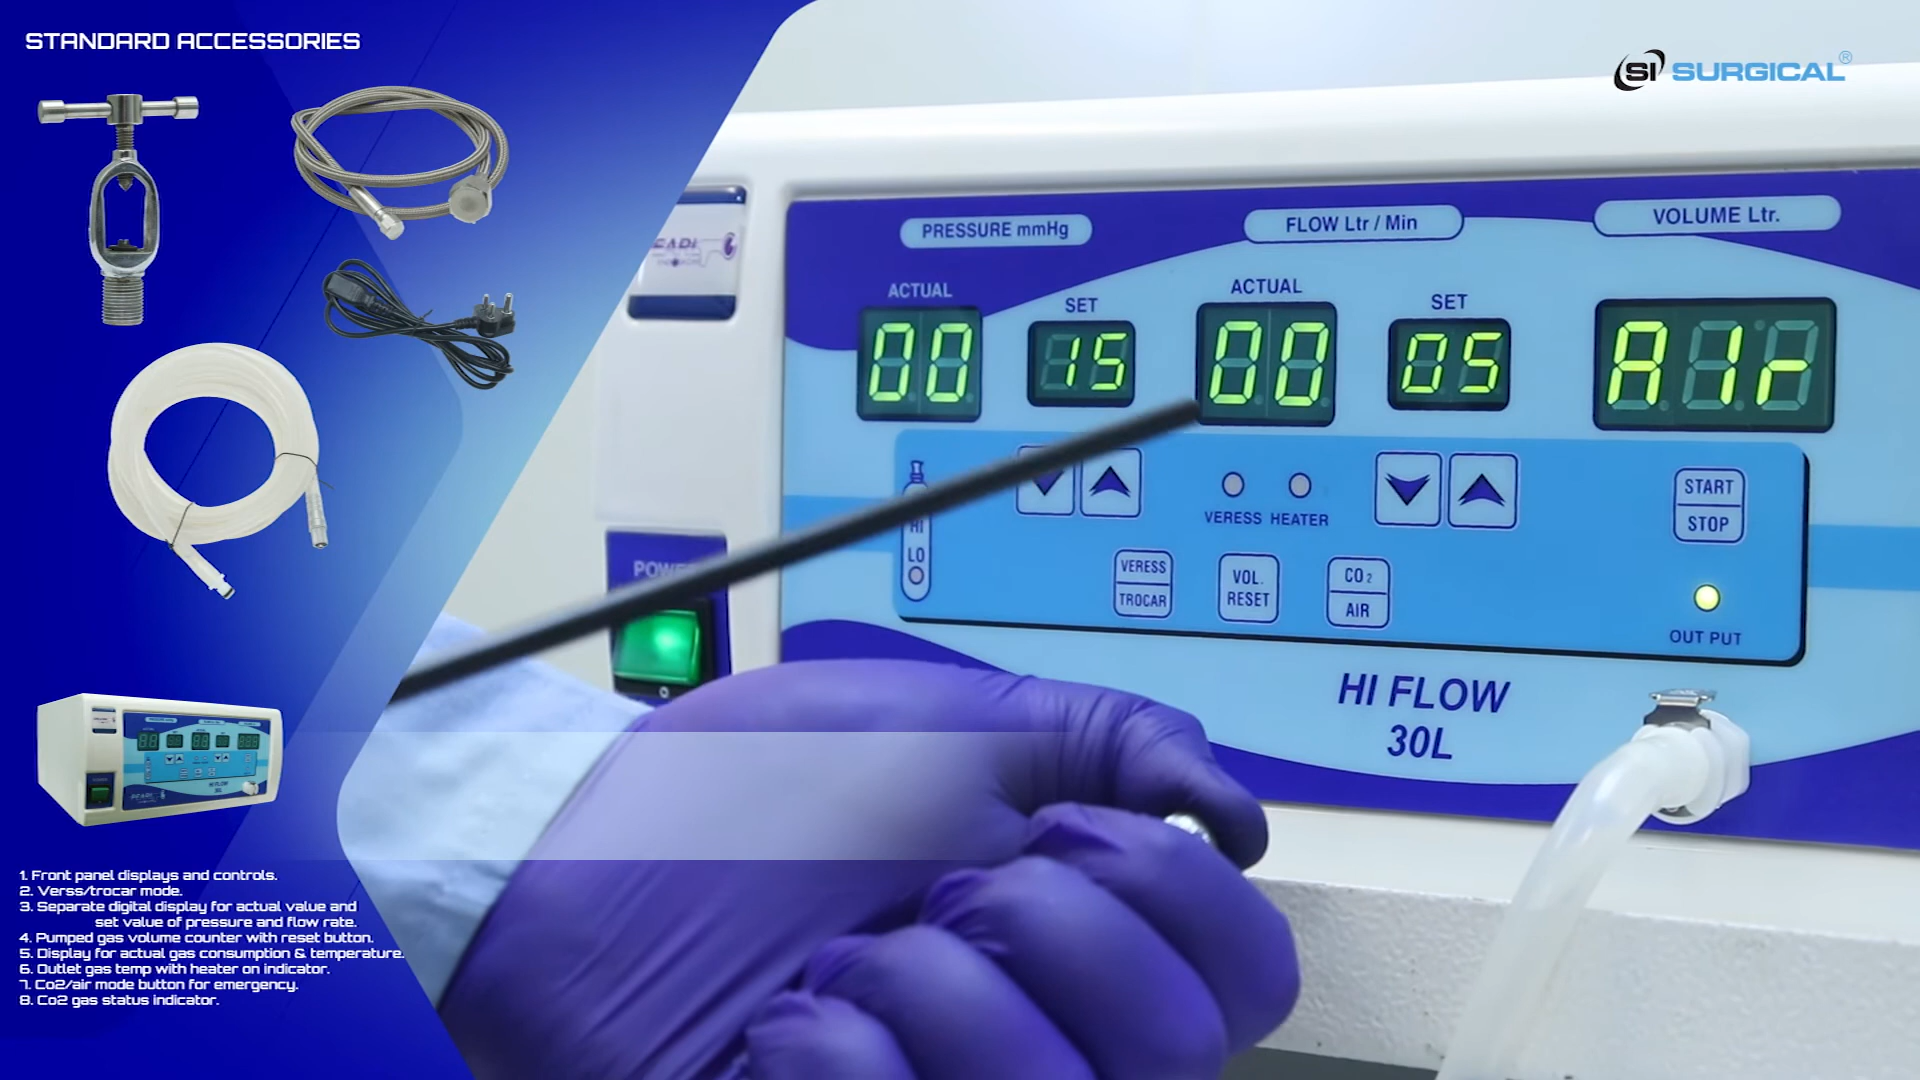 STANDARD ACCESSORIES
SI SURGICAL®
PRESSURE mmHg
FLOW Ltr / Min
VOLUME Ltr.
ACTUAL
SET
ACTUAL
SET
00
15
00
05
AIr
HI
LO
VERESS HEATER
START
STOP
VERESS
TROCAR
VOL.
RESET
CO2
AIR
OUT PUT
HI FLOW
30L
1. Front panel displays and controls.
2. Verss/trocar mode.
3. Separate digital display for actual value and
set value of pressure and flow rate.
4. Pumped gas volume counter with reset button.
5. Display for actual gas consumption & temperature.
6. Outlet gas temp with heater on indicator.
7. Co2/air mode button for emergency.
8. Co2 gas status indicator.